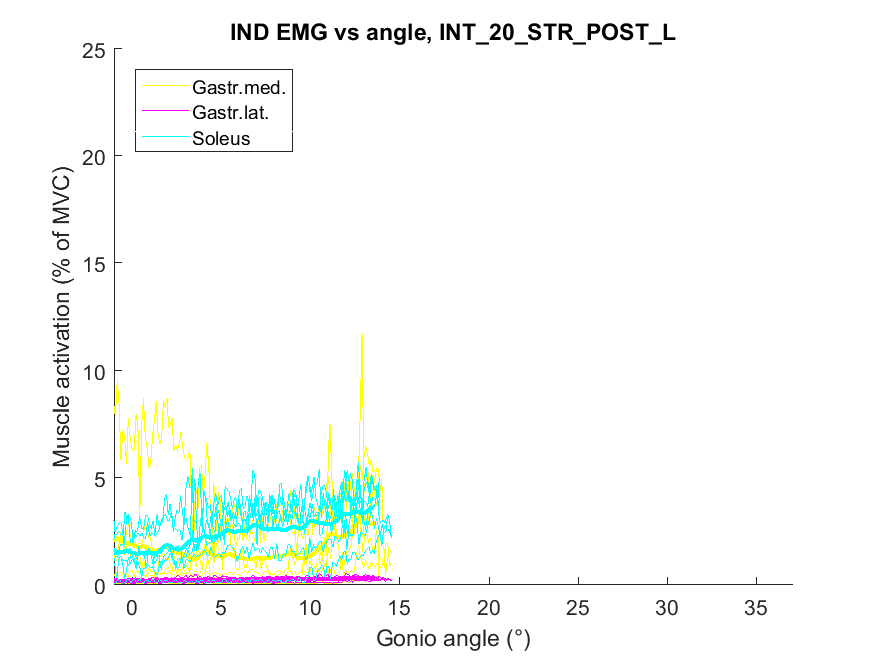 IND EMG vs angle, INT_20_STR_POST_L
25
20
15
10
5
0
Muscle activation (% of MVC)
Gastr.med.
Gastr.lat.
Soleus
0 5 10 15 20 25 30 35
Gonio angle (°)